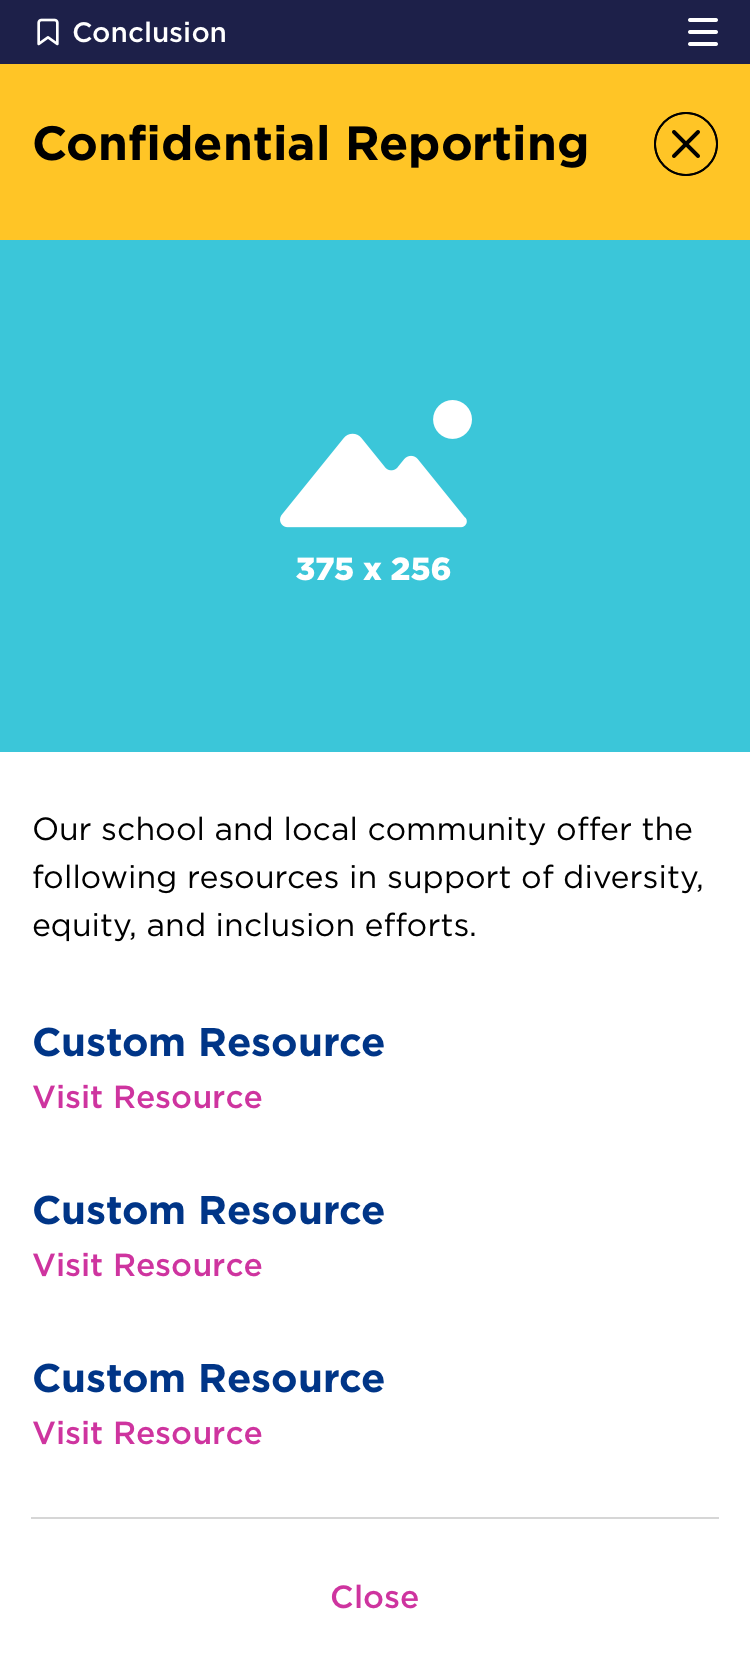 Conclusion
Confidential Reporting
375 x 256
Our school and local community offer the
following resources in support of diversity,
equity, and inclusion efforts.
Custom Resource
Visit Resource
Custom Resource
Visit Resource
Custom Resource
Visit Resource
Close